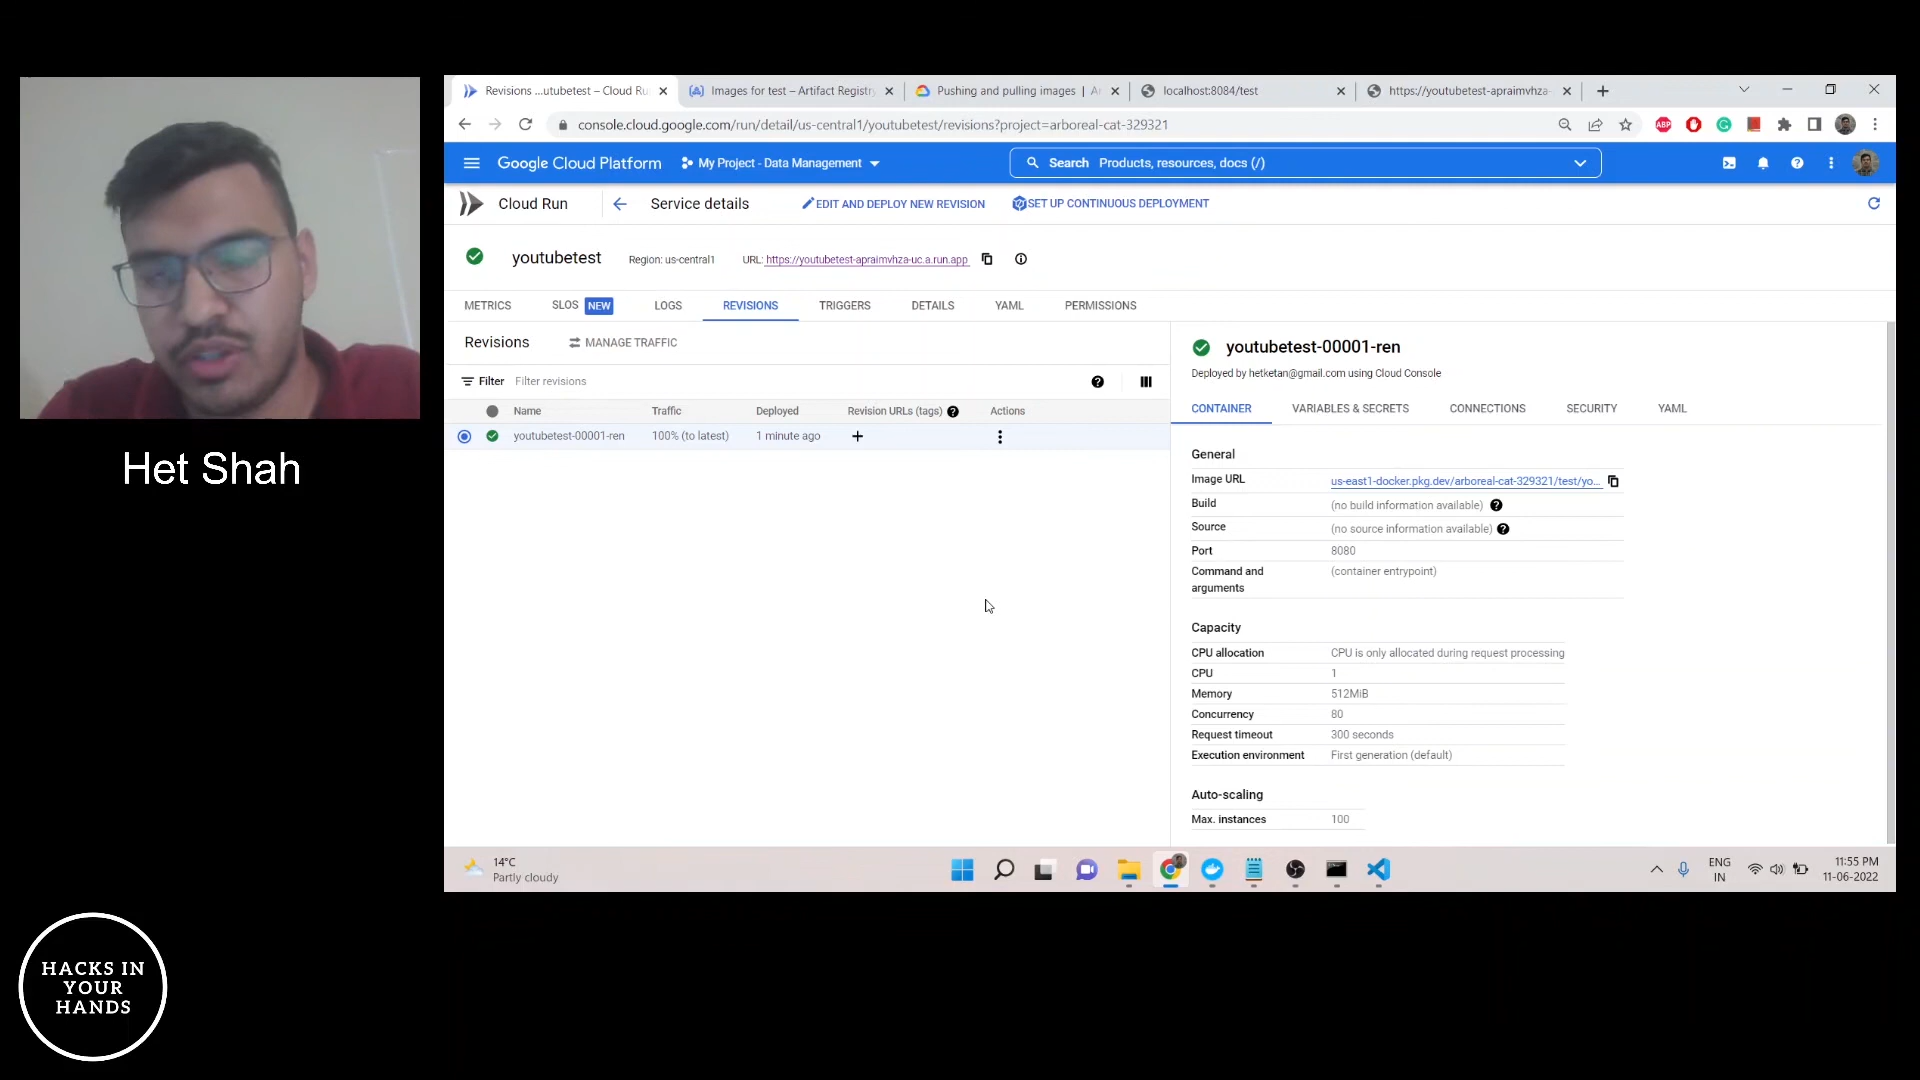 Revisions ...utubetest – Cloud Ru
Images for test – Artifact Registry
Pushing and pulling images | A
localhost:8084/test
https://youtubetest-apraimvhza-
console.cloud.google.com/run/detail/us-central1/youtubetest/revisions?project=arboreal-cat-329321
ABP
Google Cloud Platform
My Project - Data Management
Search Products, resources, docs (/)
Cloud Run
Service details
EDIT AND DEPLOY NEW REVISION
SET UP CONTINUOUS DEPLOYMENT
youtubetest
Region: us-central1
URL: https://youtubetest-apraimvhza-uc.a.run.app
METRICS
SLOS NEW
LOGS
REVISIONS
TRIGGERS
DETAILS
YAML
PERMISSIONS
Revisions
MANAGE TRAFFIC
Filter Filter revisions
Name Traffic Deployed Revision URLs (tags) Actions
youtubetest-00001-ren 100% (to latest) 1 minute ago
youtubetest-00001-ren
Deployed by hetketan@gmail.com using Cloud Console
CONTAINER
VARIABLES & SECRETS
CONNECTIONS
SECURITY
YAML
General
Image URL us-east1-docker.pkg.dev/arboreal-cat-329321/test/yo...
Build (no build information available)
Source (no source information available)
Port 8080
Command and (container entrypoint)
arguments
Capacity
CPU allocation CPU is only allocated during request processing
CPU 1
Memory 512MiB
Concurrency 80
Request timeout 300 seconds
Execution environment First generation (default)
Auto-scaling
Max. instances 100
14°C
Partly cloudy
ENG
IN
11:55 PM
11-06-2022
Het Shah
HACKS IN
YOUR
HANDS